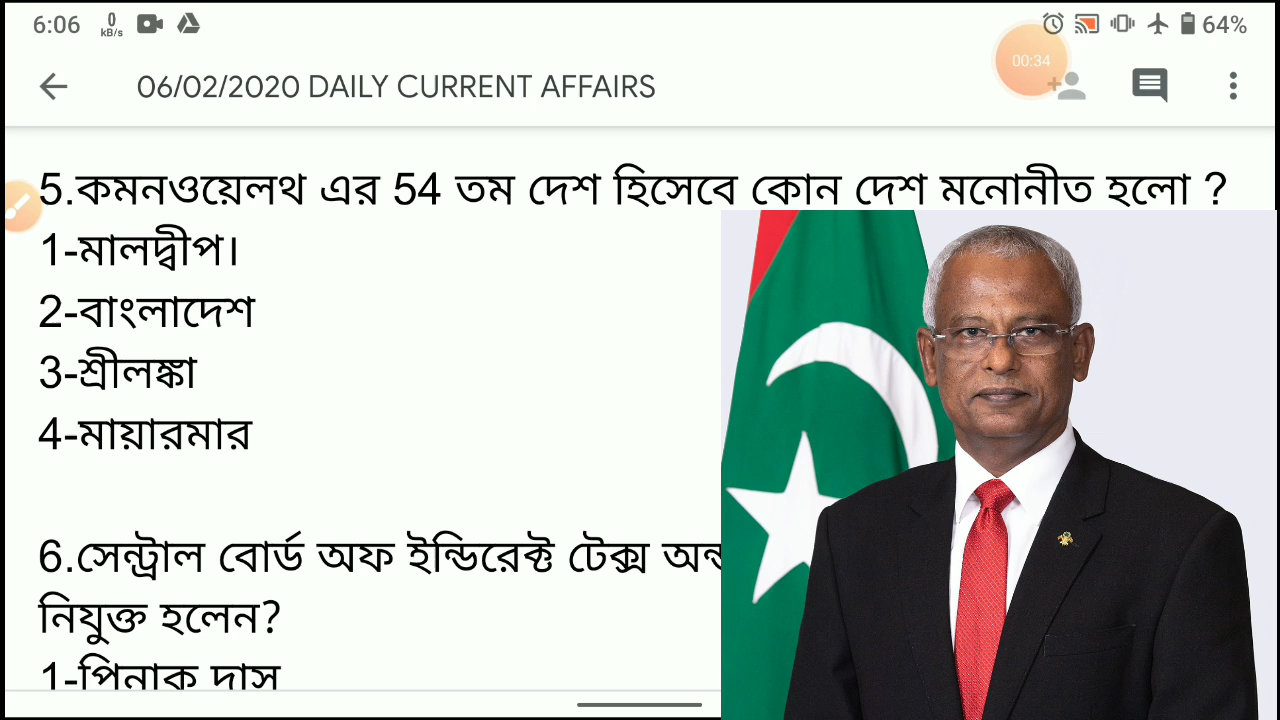 6:06 0 kB/s 64%
00:34
06/02/2020 DAILY CURRENT AFFAIRS
5.কমনওয়েলথ এর 54 তম দেশ হিসেবে কোন দেশ মনোনীত হলো ?
1-মালদ্বীপ।
2-বাংলাদেশ
3-শ্রীলঙ্কা
4-মায়ারমার
6.সেন্ট্রাল বোর্ড অফ ইন্ডিরেক্ট টেক্স
নিযুক্ত হলেন?
1-পিনাক দাস